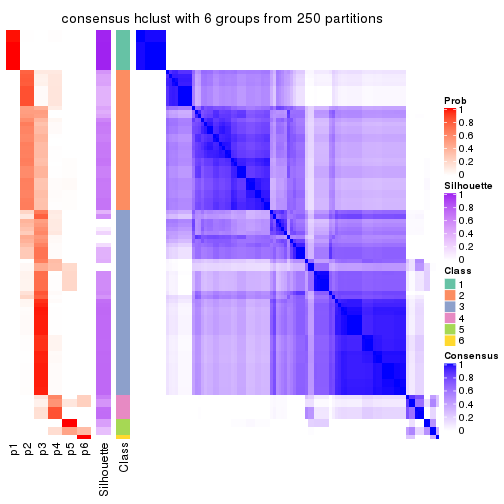 consensus hclust with 6 groups from 250 partitions
Prob
1
0.8
0.6
0.4
0.2
0
Silhouette
1
0.8
0.6
0.4
0.2
0
Class
1
2
3
4
5
6
Consensus
1
0.8
0.6
0.4
0.2
0
p1
p2
p3
p4
p5
p6
Silhouette
Class